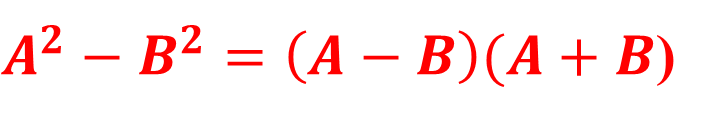 A² − B² = (A − B)(A + B)